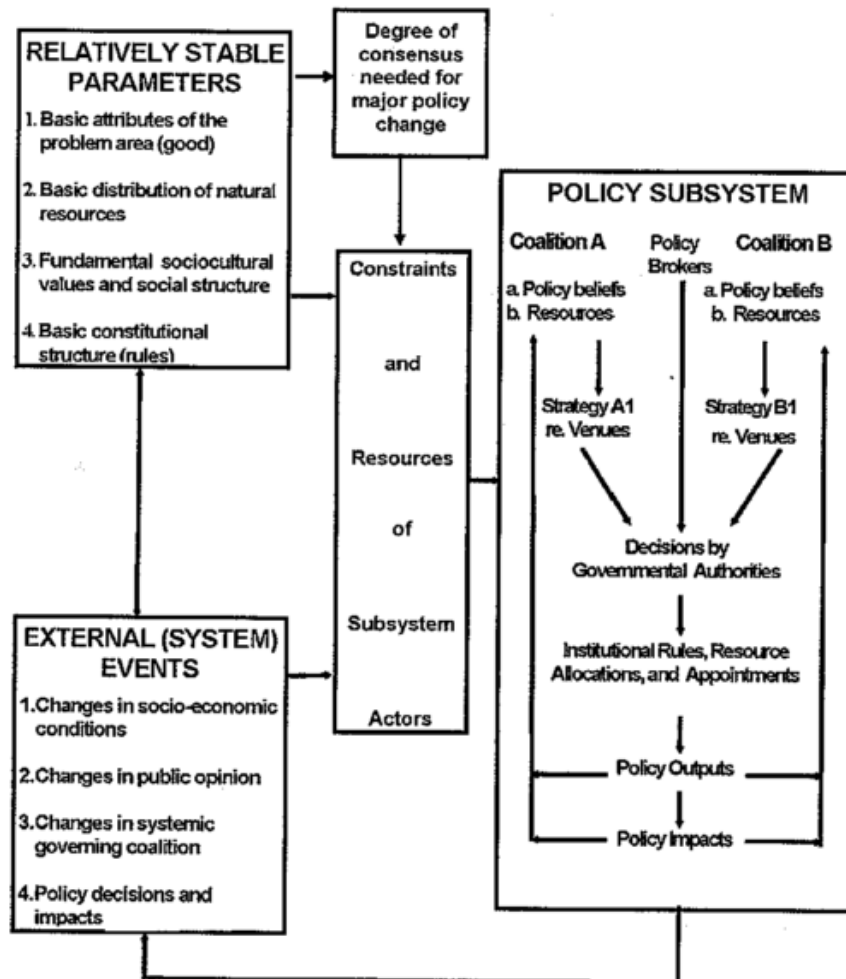 RELATIVELY STABLE
PARAMETERS
1. Basic attributes of the
problem area (good)
2. Basic distribution of natural
resources
3. Fundamental sociocultural
values and social structure
4. Basic constitutional
structure (rules)
Degree of
consensus
needed for
major policy
change
Constraints
and
Resources
of
Subsystem
Actors
EXTERNAL (SYSTEM)
EVENTS
1.Changes in socio-economic
conditions
2.Changes in public opinion
3.Changes in systemic
governing coalition
4.Policy decisions and
impacts
POLICY SUBSYSTEM
Coalition A
a. Policy beliefs
b. Resources
Strategy A1
re. Venues
Policy
Brokers
Coalition B
a. Policy beliefs
b. Resources
Strategy B1
re. Venues
Decisions by
Governmental Authorities
Institutional Rules, Resource
Allocations, and Appointments
Policy Outputs
Policy Impacts